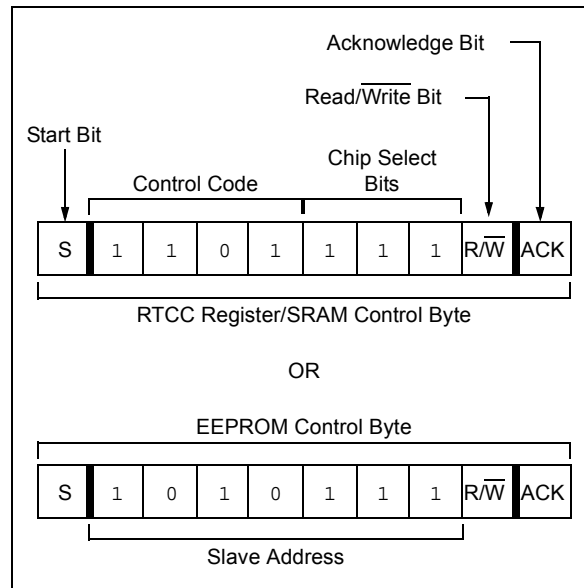 Acknowledge Bit
Read/Write Bit
Start Bit
Chip Select
Bits
Control Code
S 1 1 0 1 1 1 1 R/W ACK
RTCC Register/SRAM Control Byte
OR
EEPROM Control Byte
S 1 0 1 0 1 1 1 R/W ACK
Slave Address